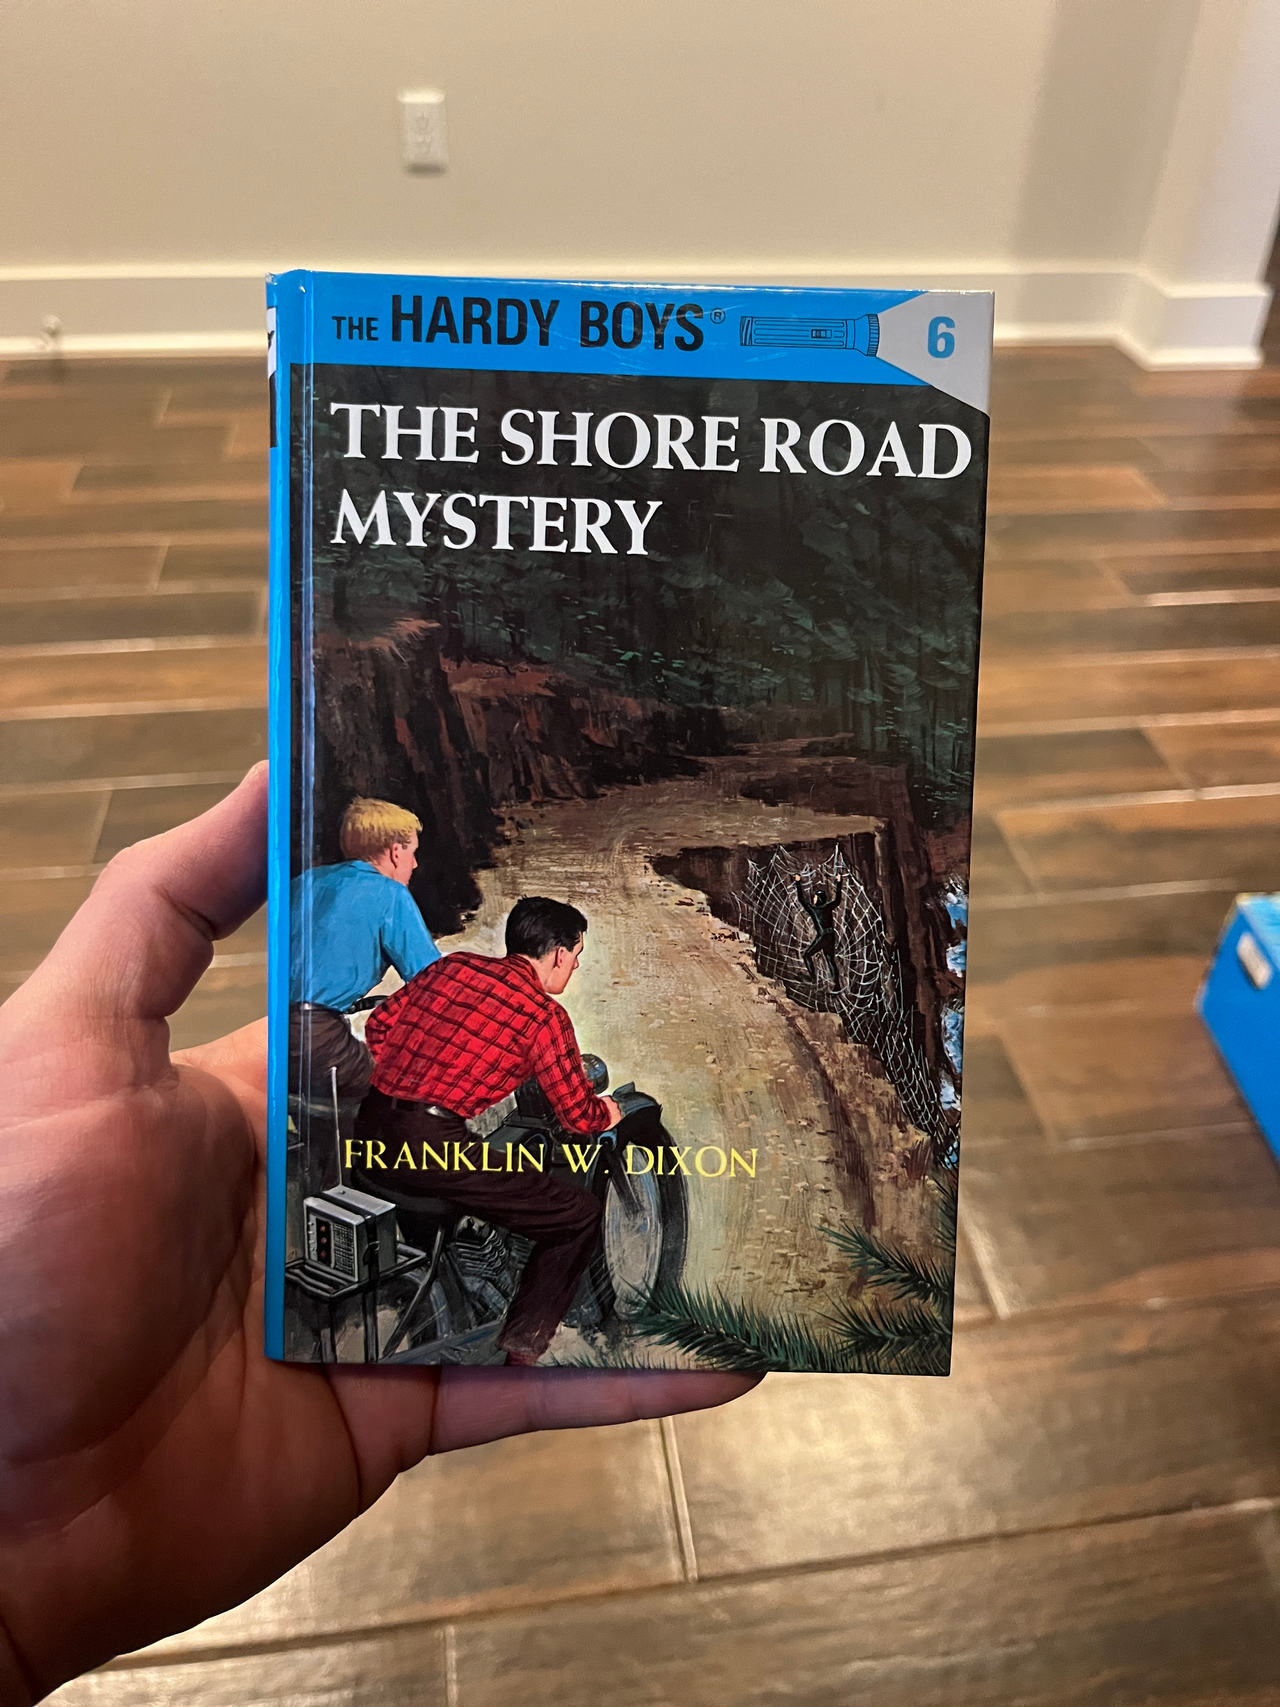 THE HARDY BOYS® 6
THE SHORE ROAD
MYSTERY
FRANKLIN W. DIXON